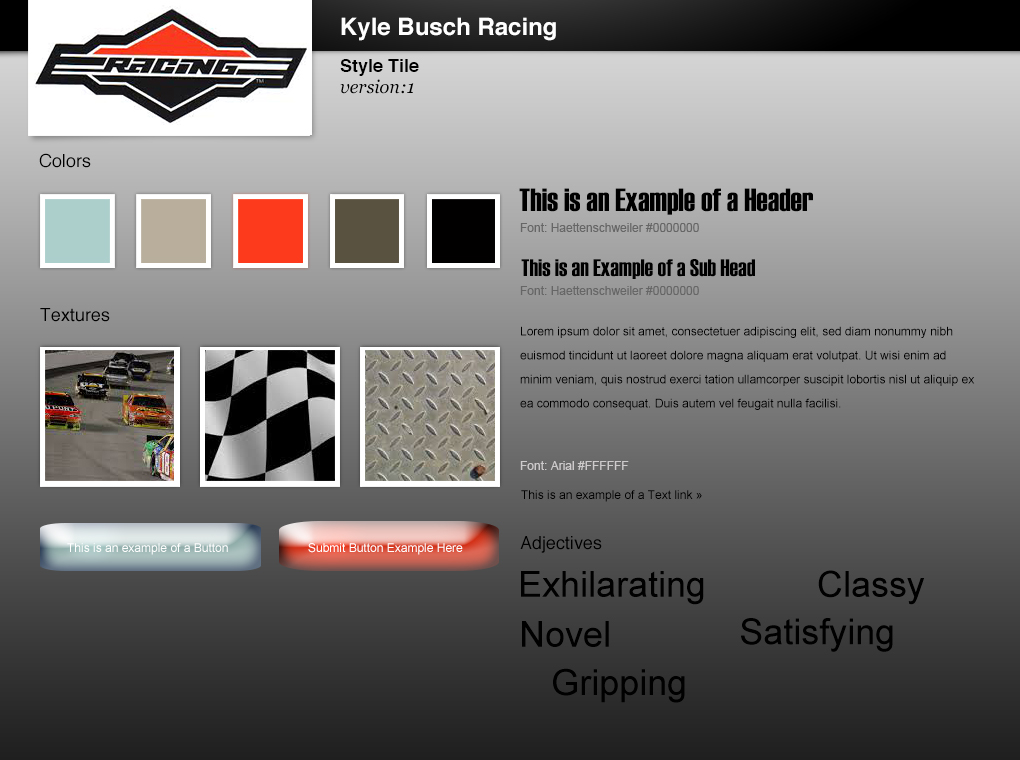 Kyle Busch Racing
RACING
TM
Style Tile
version:1
Colors
This is an Example of a Header
Font: Haettenschweiler #0000000
This is an Example of a Sub Head
Font: Haettenschweiler #0000000
Textures
Lorem ipsum dolor sit amet, consectetuer adipiscing elit, sed diam nonummy nibh
euismod tincidunt ut laoreet dolore magna aliquam erat volutpat. Ut wisi enim ad
minim veniam, quis nostrud exerci tation ullamcorper suscipit lobortis nisl ut aliquip ex
ea commodo consequat. Duis autem vel feugait nulla facilisi.
Font: Arial #FFFFFF
This is an example of a Text link »
This is an example of a Button
Submit Button Example Here
Adjectives
Exhilarating
Classy
Novel
Satisfying
Gripping